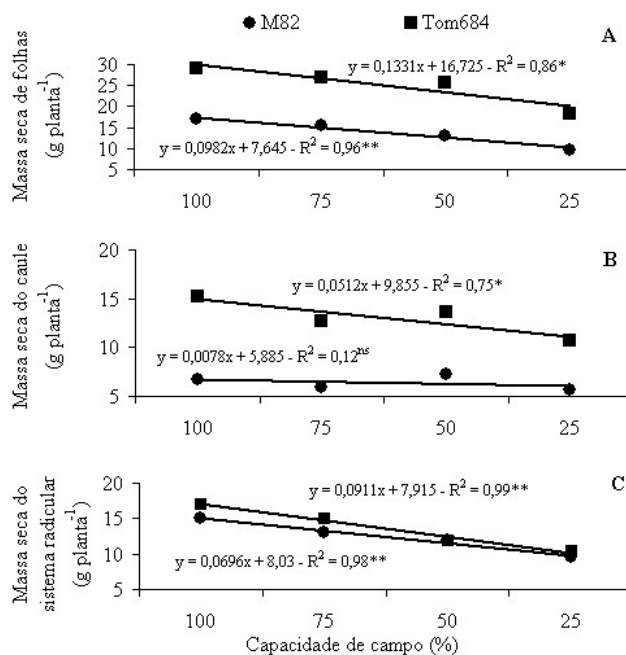 M82 Tom684
A
Massa seca de folhas
(g planta⁻¹)
30
25
20
15
10
5
y = 0,1331x + 16,725 - R² = 0,86*
y = 0,0982x + 7,645 - R² = 0,96**
100 75 50 25
B
Massa seca do caule
(g planta⁻¹)
20
15
10
5
y = 0,0512x + 9,855 - R² = 0,75*
y = 0,0078x + 5,885 - R² = 0,12ⁿˢ
100 75 50 25
C
Massa seca do
sistema radicular
(g planta⁻¹)
20
15
10
5
y = 0,0911x + 7,915 - R² = 0,99**
y = 0,0696x + 8,03 - R² = 0,98**
100 75 50 25
Capacidade de campo (%)